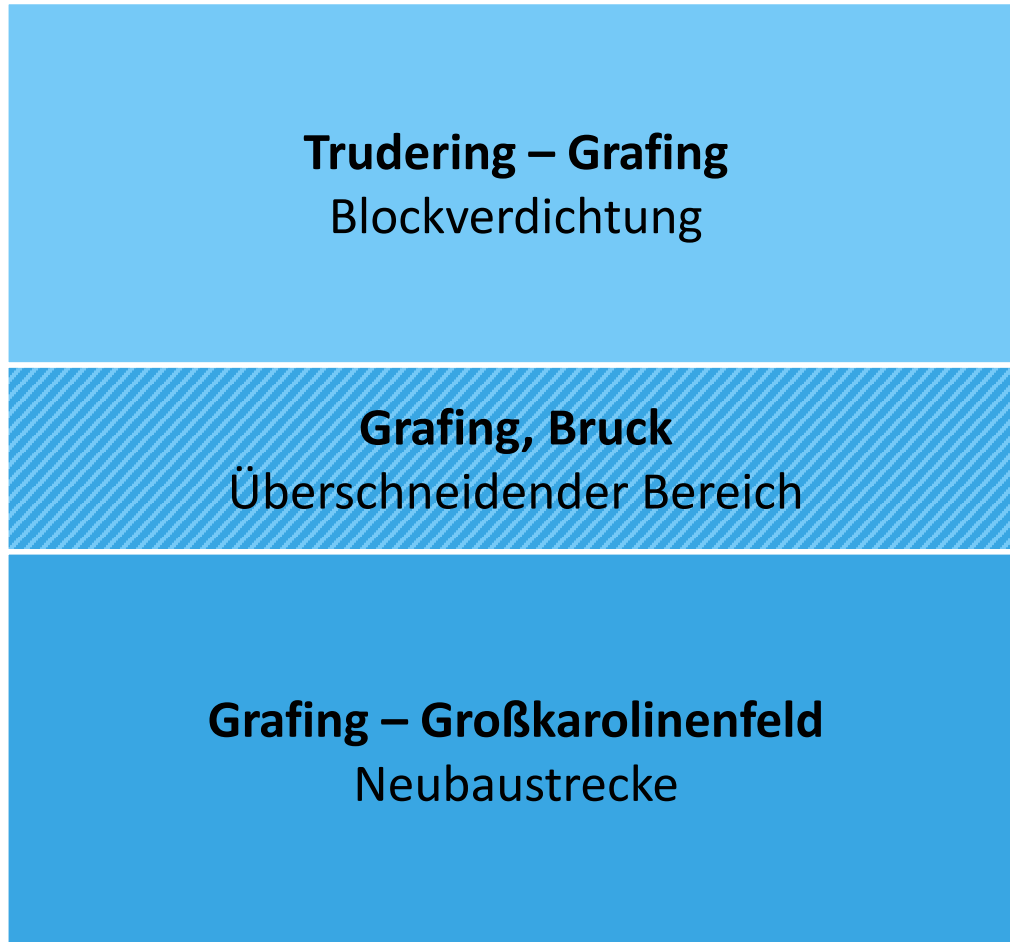 Trudering – Grafing
Blockverdichtung
Grafing, Bruck
Überschneidender Bereich
Grafing – Großkarolinenfeld
Neubaustrecke